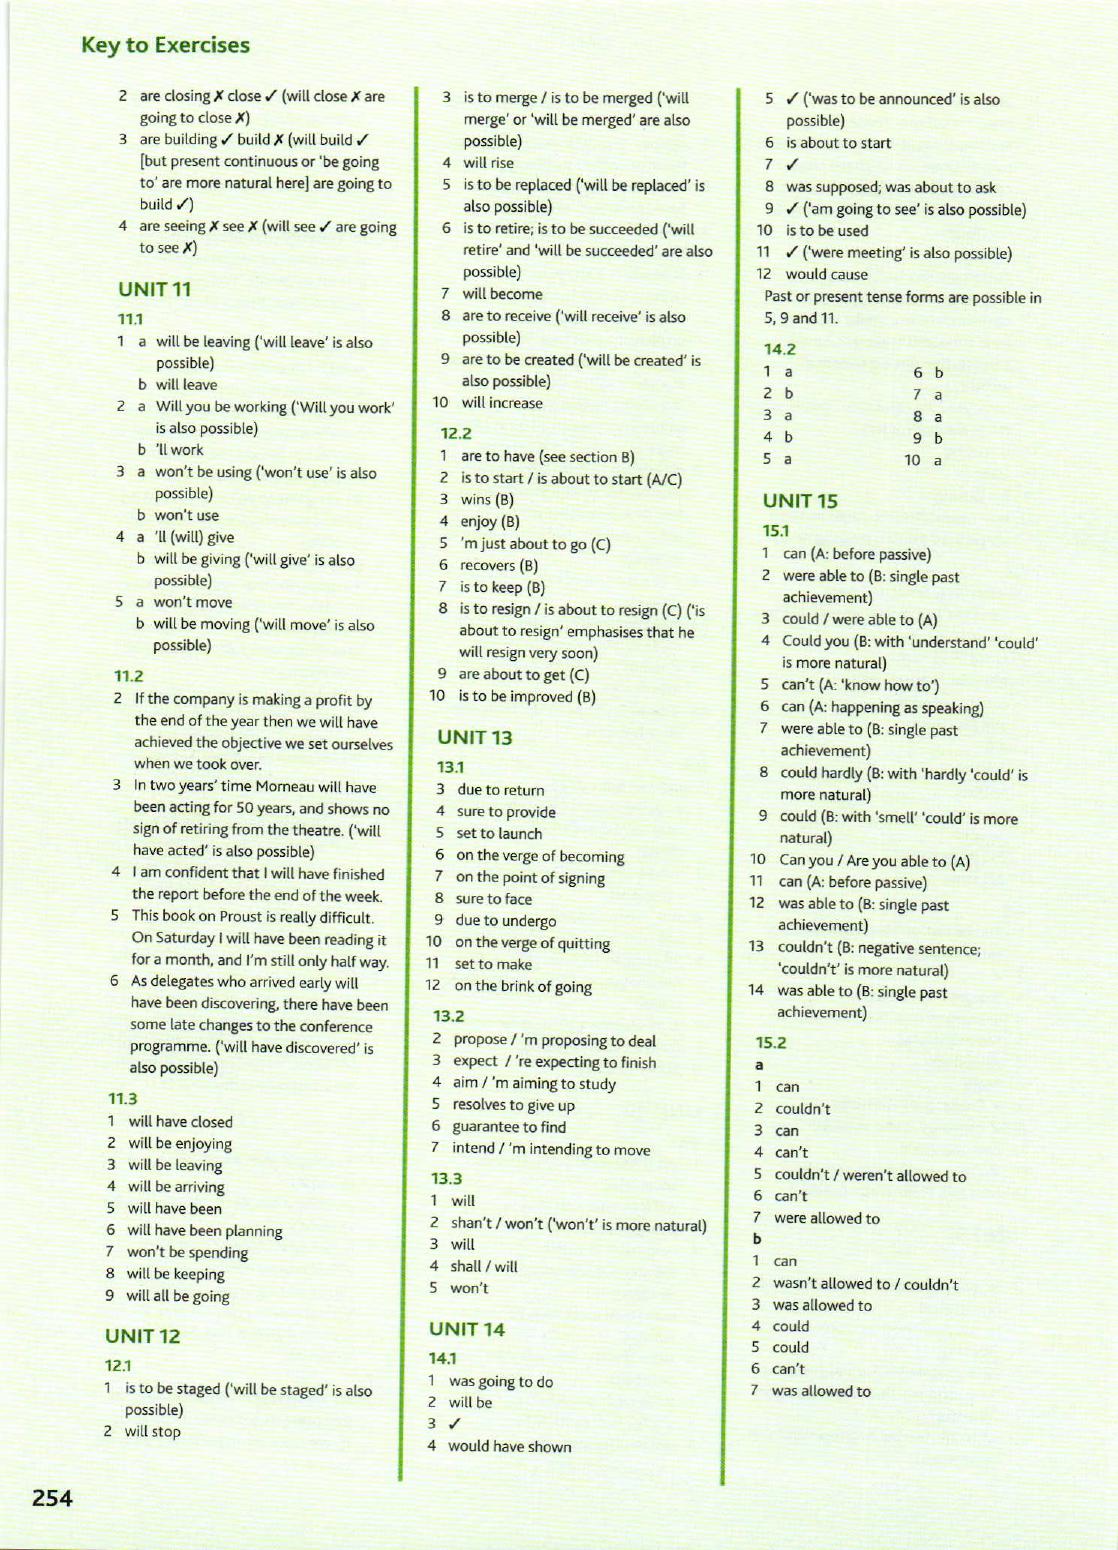 Key to Exercises
2 are closing ✗ close ✓ (will close ✗ are
going to close ✗)
3 are building ✓ build ✗ (will build ✓
[but present continuous or 'be going
to' are more natural here] are going to
build ✓)
4 are seeing ✗ see ✗ (will see ✓ are going
to see ✗)
UNIT 11
11.1
1 a will be leaving ('will leave' is also
possible)
b will leave
2 a Will you be working ('Will you work'
is also possible)
b 'll work
3 a won't be using ('won't use' is also
possible)
b won't use
4 a 'll (will) give
b will be giving ('will give' is also
possible)
5 a won't move
b will be moving ('will move' is also
possible)
11.2
2 If the company is making a profit by
the end of the year then we will have
achieved the objective we set ourselves
when we took over.
3 In two years' time Morneau will have
been acting for 50 years, and shows no
sign of retiring from the theatre. ('will
have acted' is also possible)
4 I am confident that I will have finished
the report before the end of the week.
5 This book on Proust is really difficult.
On Saturday I will have been reading it
for a month, and I'm still only half way.
6 As delegates who arrived early will
have been discovering, there have been
some late changes to the conference
programme. ('will have discovered' is
also possible)
11.3
1 will have closed
2 will be enjoying
3 will be leaving
4 will be arriving
5 will have been
6 will have been planning
7 won't be spending
8 will be keeping
9 will all be going
UNIT 12
12.1
1 is to be staged ('will be staged' is also
possible)
2 will stop
3 is to merge / is to be merged ('will
merge' or 'will be merged' are also
possible)
4 will rise
5 is to be replaced ('will be replaced' is
also possible)
6 is to retire; is to be succeeded ('will
retire' and 'will be succeeded' are also
possible)
7 will become
8 are to receive ('will receive' is also
possible)
9 are to be created ('will be created' is
also possible)
10 will increase
12.2
1 are to have (see section B)
2 is to start / is about to start (A/C)
3 wins (B)
4 enjoy (B)
5 'm just about to go (C)
6 recovers (B)
7 is to keep (B)
8 is to resign / is about to resign (C) ('is
about to resign' emphasises that he
will resign very soon)
9 are about to get (C)
10 is to be improved (B)
UNIT 13
13.1
3 due to return
4 sure to provide
5 set to launch
6 on the verge of becoming
7 on the point of signing
8 sure to face
9 due to undergo
10 on the verge of quitting
11 set to make
12 on the brink of going
13.2
2 propose / 'm proposing to deal
3 expect / 're expecting to finish
4 aim / 'm aiming to study
5 resolves to give up
6 guarantee to find
7 intend / 'm intending to move
13.3
1 will
2 shan't / won't ('won't' is more natural)
3 will
4 shall / will
5 won't
UNIT 14
14.1
1 was going to do
2 will be
3 ✓
4 would have shown
5 ✓ ('was to be announced' is also
possible)
6 is about to start
7 ✓
8 was supposed; was about to ask
9 ✓ ('am going to see' is also possible)
10 is to be used
11 ✓ ('were meeting' is also possible)
12 would cause
Past or present tense forms are possible in
5, 9 and 11.
14.2
1 a 6 b
2 b 7 a
3 a 8 a
4 b 9 b
5 a 10 a
UNIT 15
15.1
1 can (A: before passive)
2 were able to (B: single past
achievement)
3 could / were able to (A)
4 Could you (B: with 'understand' 'could'
is more natural)
5 can't (A: 'know how to')
6 can (A: happening as speaking)
7 were able to (B: single past
achievement)
8 could hardly (B: with 'hardly 'could' is
more natural)
9 could (B: with 'smell' 'could' is more
natural)
10 Can you / Are you able to (A)
11 can (A: before passive)
12 was able to (B: single past
achievement)
13 couldn't (B: negative sentence;
'couldn't' is more natural)
14 was able to (B: single past
achievement)
15.2
a
1 can
2 couldn't
3 can
4 can't
5 couldn't / weren't allowed to
6 can't
7 were allowed to
b
1 can
2 wasn't allowed to / couldn't
3 was allowed to
4 could
5 could
6 can't
7 was allowed to
254